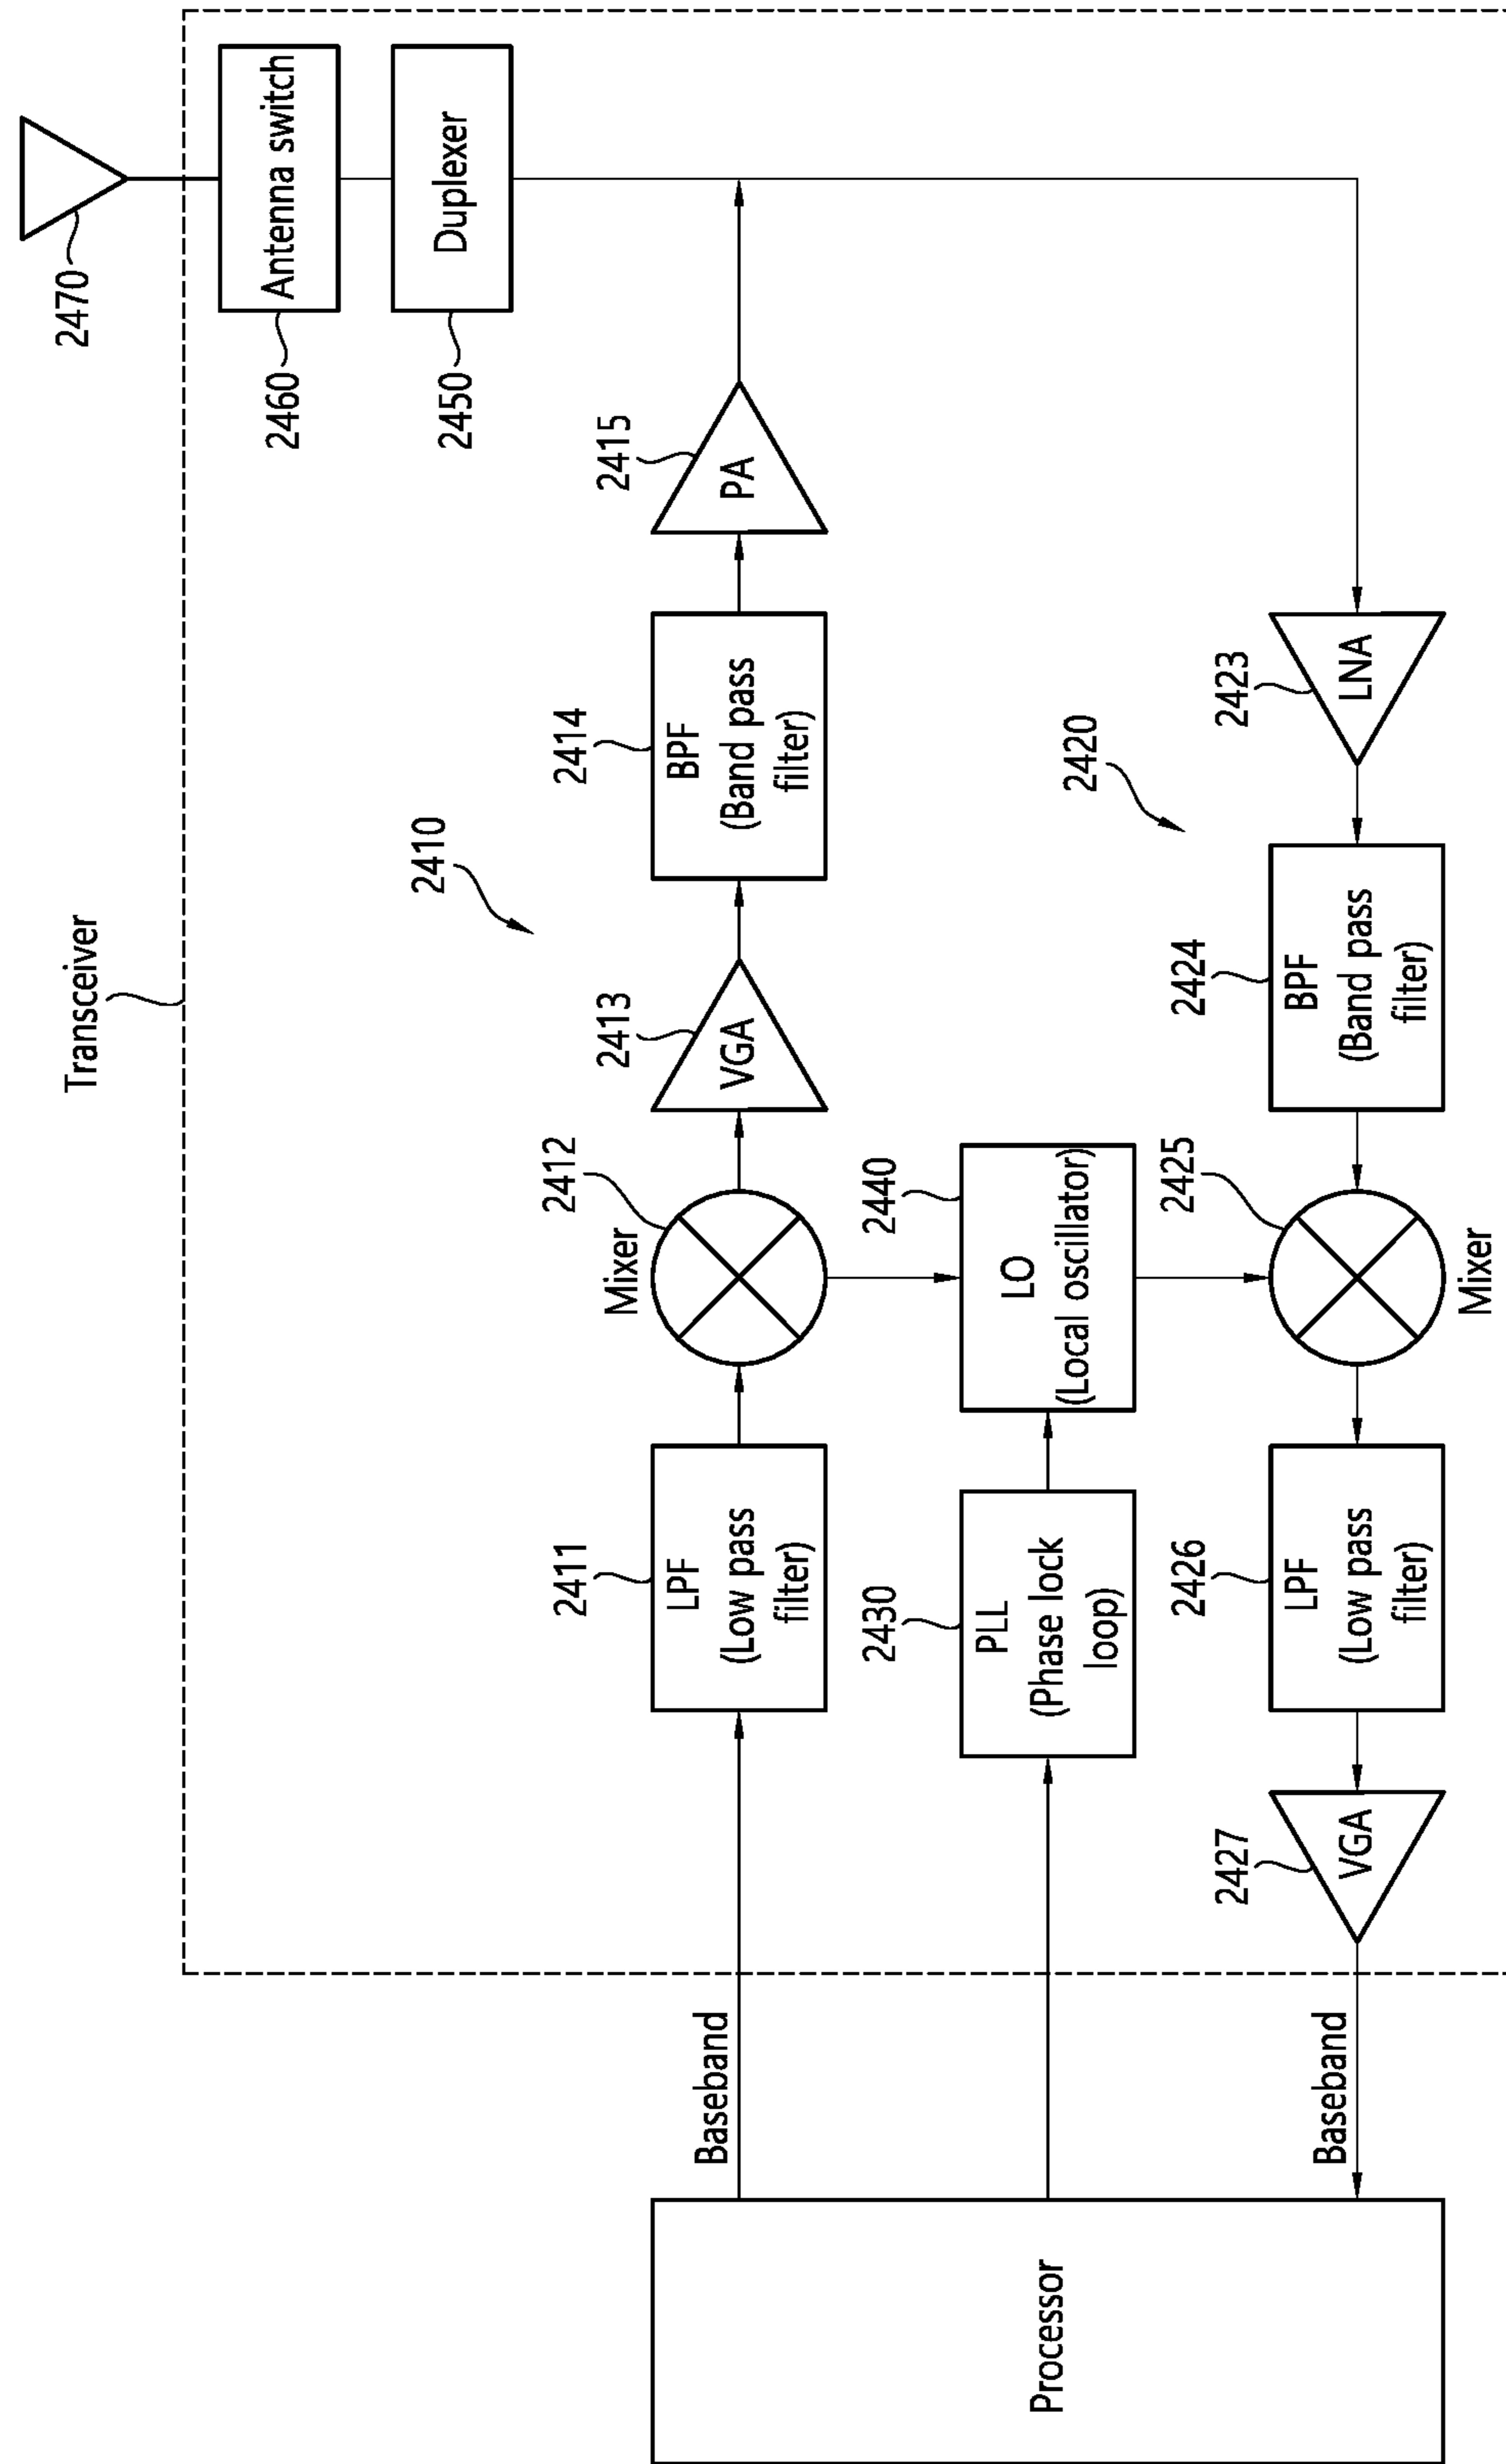 Transceiver
2470
Antenna switch
2460
Duplexer
2450
2410
2411
LPF
(Low pass
filter)
Mixer
2412
2413
VGA
2414
BPF
(Band pass
filter)
2415
PA
Baseband
Processor
2430
PLL
(Phase lock
loop)
2440
LO
(Local oscillator)
2420
2423
LNA
2424
BPF
(Band pass
filter)
2425
Mixer
2426
LPF
(Low pass
filter)
2427
VGA
Baseband